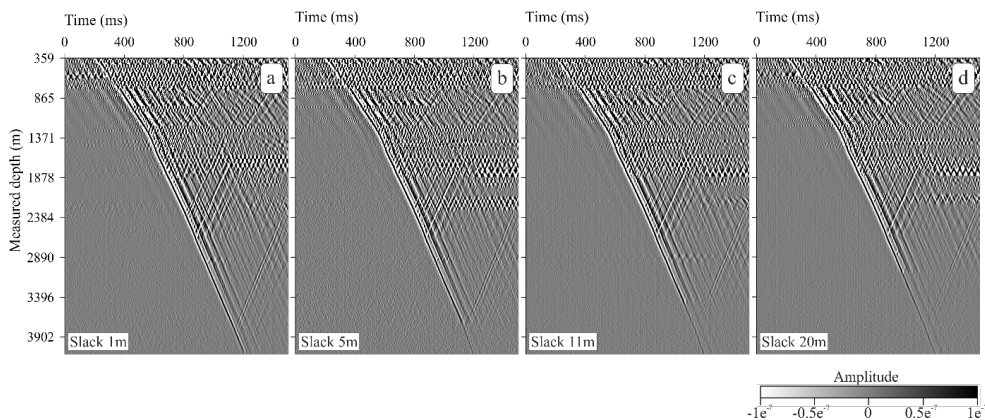 Time (ms) Time (ms) Time (ms) Time (ms)
0 400 800 1200 0 400 800 1200 0 400 800 1200 0 400 800 1200
359
865
1371
1878
2384
2890
3396
3902
Measured depth (m)
a b c d
Slack 1m Slack 5m Slack 11m Slack 20m
Amplitude
-1e⁻⁷ -0.5e⁻⁷ 0 0.5e⁻⁷